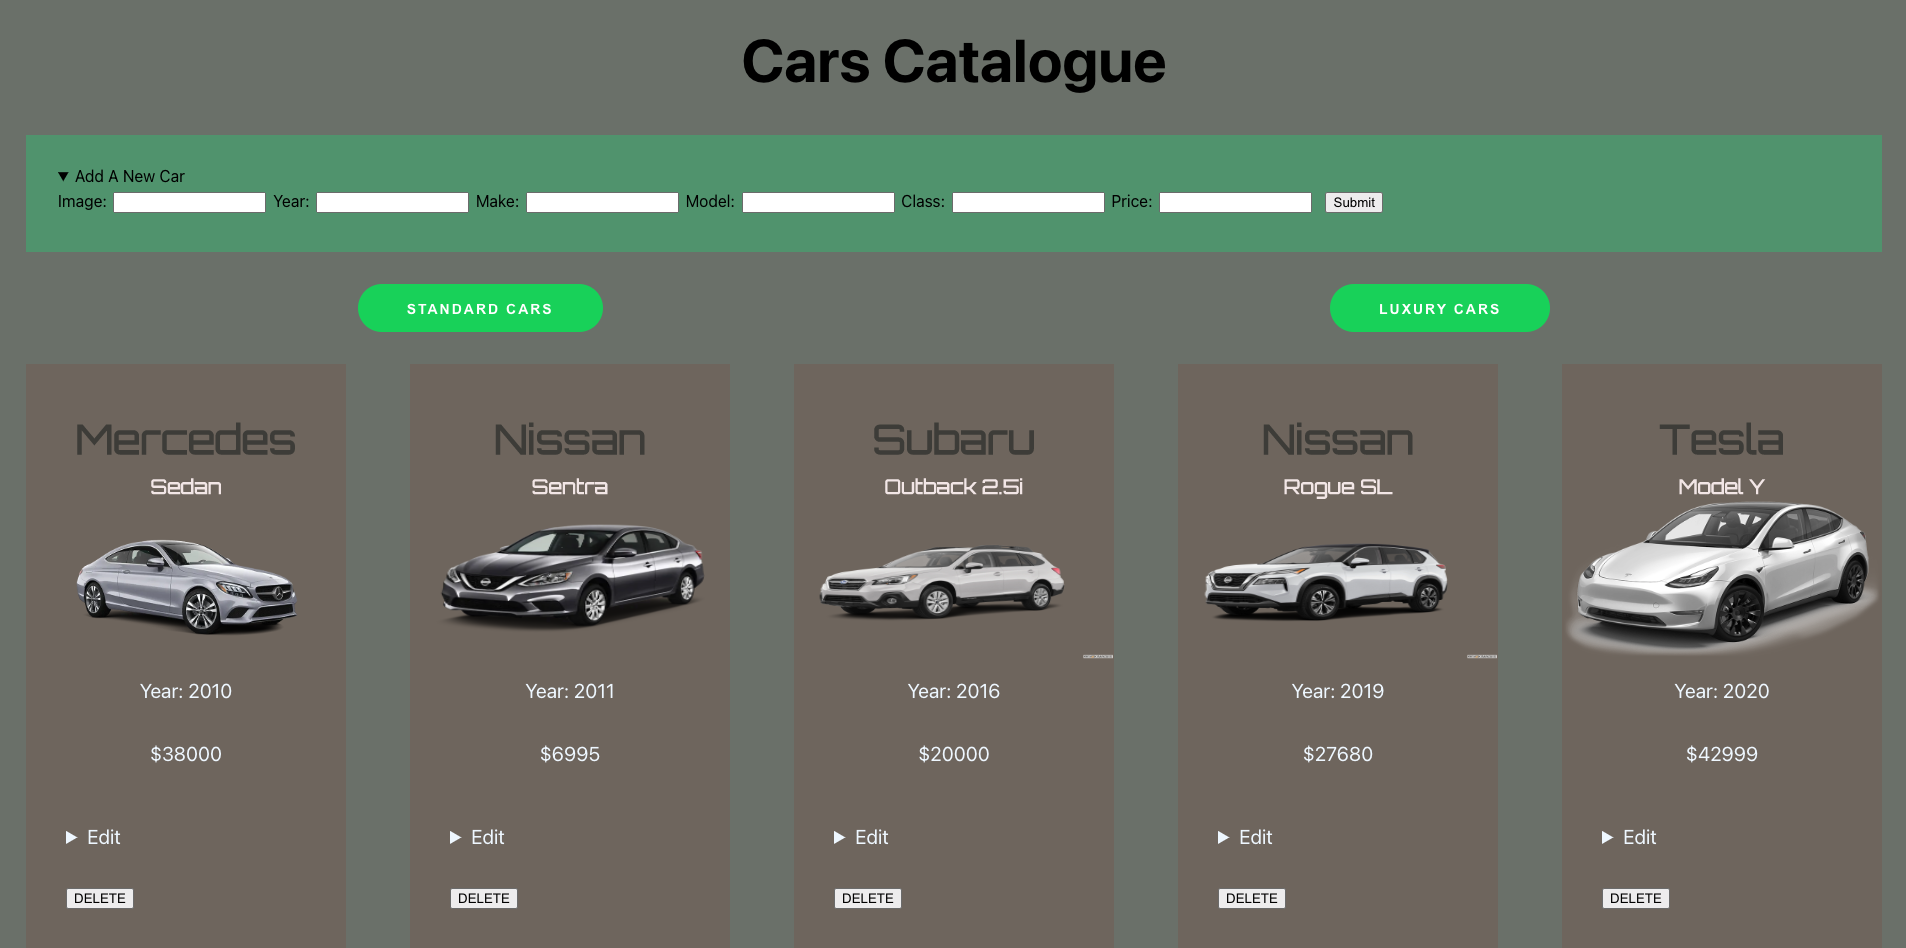 Cars Catalogue
Add A New Car
Image: Year: Make: Model: Class: Price: Submit
STANDARD CARS LUXURY CARS
Mercedes Nissan Subaru Nissan Tesla
Sedan Sentra Outback 2.5i Rogue SL Model Y
Year: 2010 Year: 2011 Year: 2016 Year: 2019 Year: 2020
$38000 $6995 $20000 $27680 $42999
Edit Edit Edit Edit Edit
DELETE DELETE DELETE DELETE DELETE